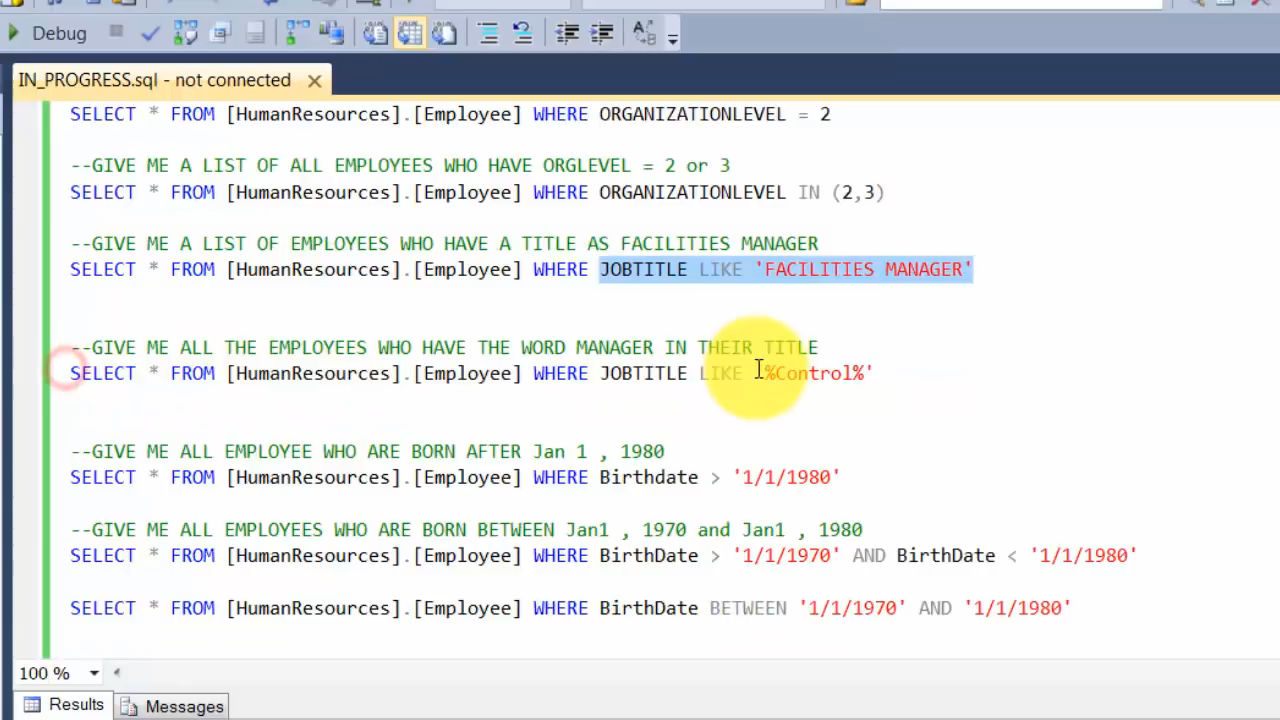 Debug
IN_PROGRESS.sql - not connected
SELECT * FROM [HumanResources].[Employee] WHERE ORGANIZATIONLEVEL = 2
--GIVE ME A LIST OF ALL EMPLOYEES WHO HAVE ORGLEVEL = 2 or 3
SELECT * FROM [HumanResources].[Employee] WHERE ORGANIZATIONLEVEL IN (2,3)
--GIVE ME A LIST OF EMPLOYEES WHO HAVE A TITLE AS FACILITIES MANAGER
SELECT * FROM [HumanResources].[Employee] WHERE JOBTITLE LIKE 'FACILITIES MANAGER'
--GIVE ME ALL THE EMPLOYEES WHO HAVE THE WORD MANAGER IN THEIR TITLE
SELECT * FROM [HumanResources].[Employee] WHERE JOBTITLE LIKE '%Control%'
--GIVE ME ALL EMPLOYEE WHO ARE BORN AFTER Jan 1 , 1980
SELECT * FROM [HumanResources].[Employee] WHERE Birthdate > '1/1/1980'
--GIVE ME ALL EMPLOYEES WHO ARE BORN BETWEEN Jan1 , 1970 and Jan1 , 1980
SELECT * FROM [HumanResources].[Employee] WHERE BirthDate > '1/1/1970' AND BirthDate < '1/1/1980'
SELECT * FROM [HumanResources].[Employee] WHERE BirthDate BETWEEN '1/1/1970' AND '1/1/1980'
100 %
Results Messages